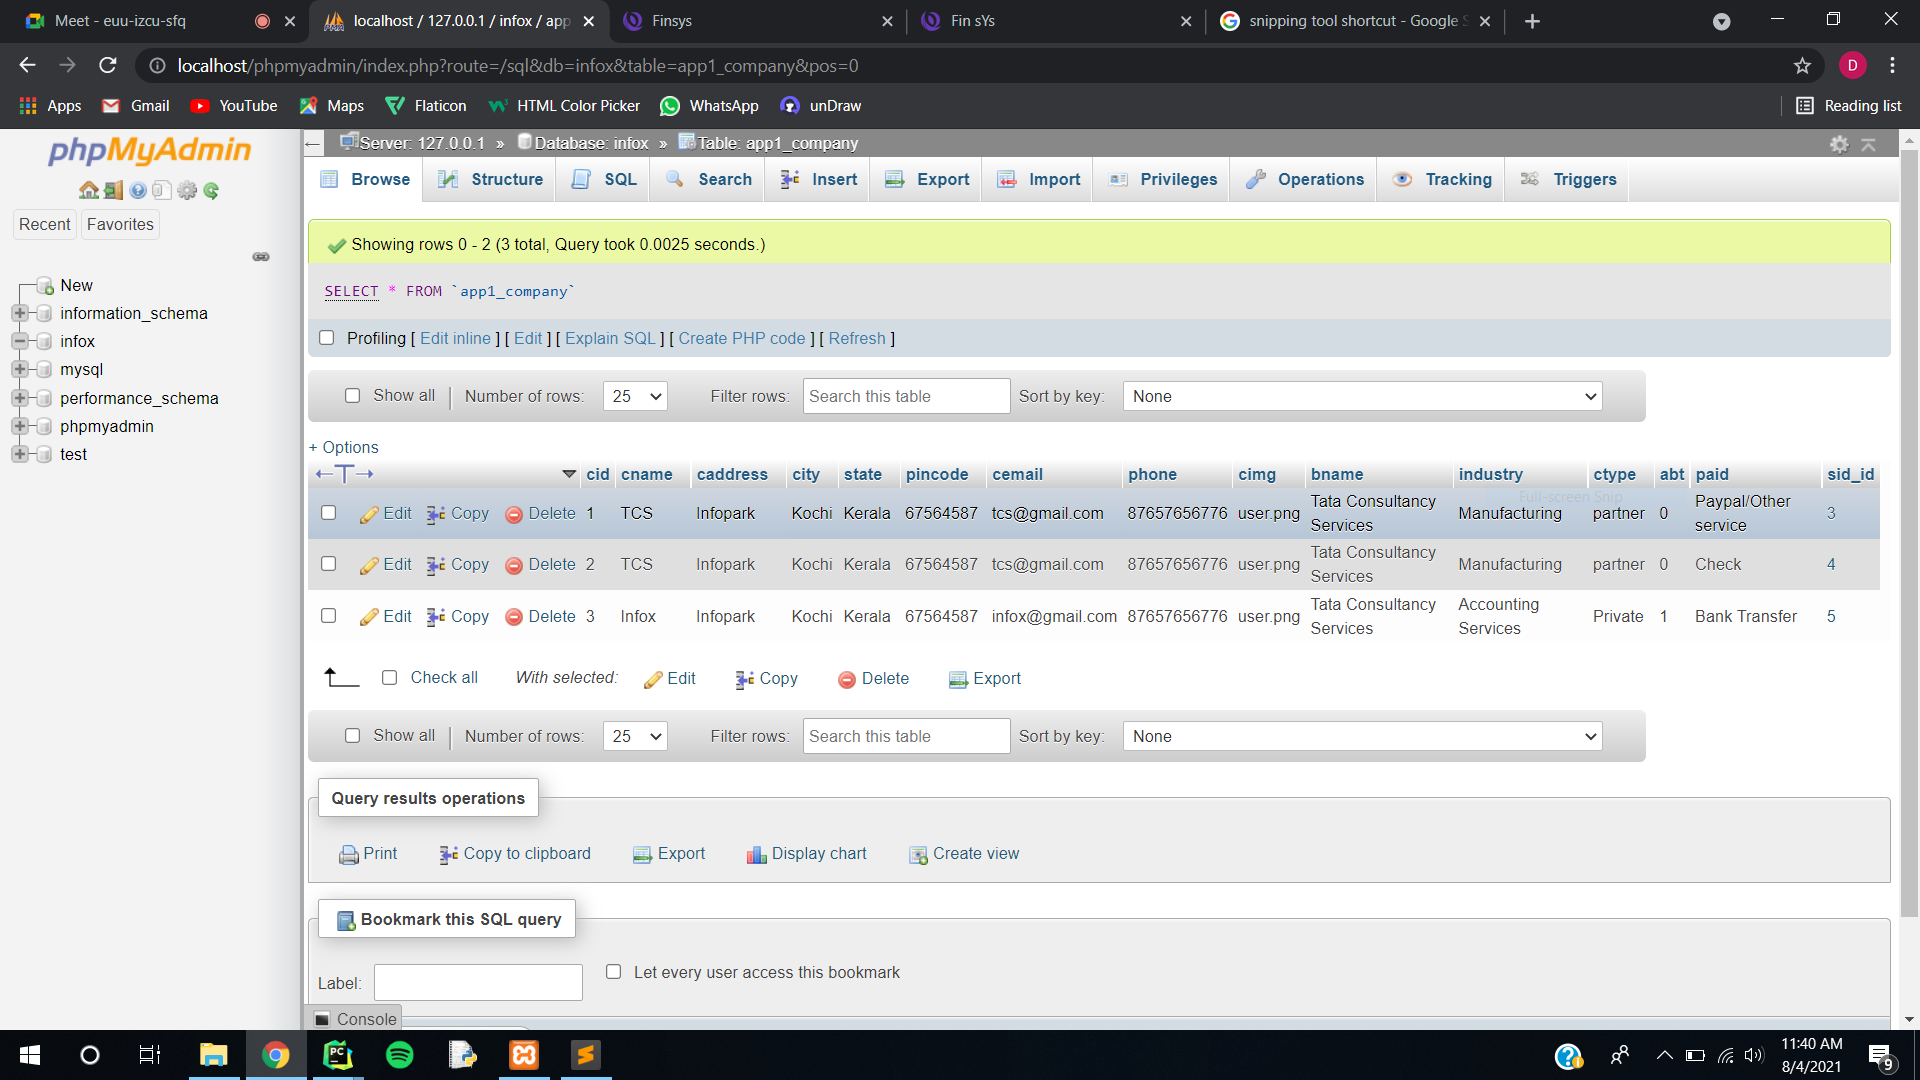 Meet - euu-izcu-sfq
localhost / 127.0.0.1 / infox / app
Finsys
Fin sYs
snipping tool shortcut - Google S
localhost/phpmyadmin/index.php?route=/sql&db=infox&table=app1_company&pos=0
D
Apps Gmail YouTube Maps Flaticon HTML Color Picker WhatsApp unDraw Reading list
phpMyAdmin
Server: 127.0.0.1 » Database: infox » Table: app1_company
Browse Structure SQL Search Insert Export Import Privileges Operations Tracking Triggers
Recent Favorites
New
information_schema
infox
mysql
performance_schema
phpmyadmin
test
Showing rows 0 - 2 (3 total, Query took 0.0025 seconds.)
SELECT * FROM `app1_company`
Profiling [ Edit inline ] [ Edit ] [ Explain SQL ] [ Create PHP code ] [ Refresh ]
Show all Number of rows: 25 Filter rows: Search this table Sort by key: None
+ Options
cid cname caddress city state pincode cemail phone cimg bname industry ctype abt paid sid_id
Full-screen Snip
Edit Copy Delete 1 TCS Infopark Kochi Kerala 67564587 tcs@gmail.com 87657656776 user.png Tata Consultancy Services Manufacturing partner 0 Paypal/Other service 3
Edit Copy Delete 2 TCS Infopark Kochi Kerala 67564587 tcs@gmail.com 87657656776 user.png Tata Consultancy Services Manufacturing partner 0 Check 4
Edit Copy Delete 3 Infox Infopark Kochi Kerala 67564587 infox@gmail.com 87657656776 user.png Tata Consultancy Services Accounting Services Private 1 Bank Transfer 5
Check all With selected: Edit Copy Delete Export
Show all Number of rows: 25 Filter rows: Search this table Sort by key: None
Query results operations
Print Copy to clipboard Export Display chart Create view
Bookmark this SQL query
Label: Let every user access this bookmark
Console
11:40 AM
8/4/2021
9